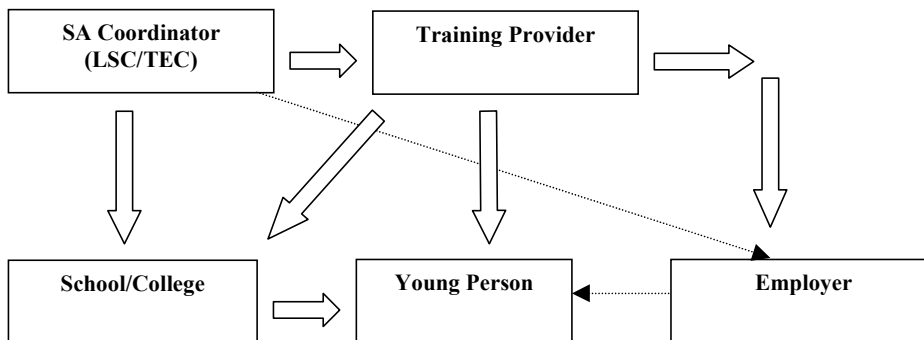 SA Coordinator
(LSC/TEC)
Training Provider
School/College
Young Person
Employer